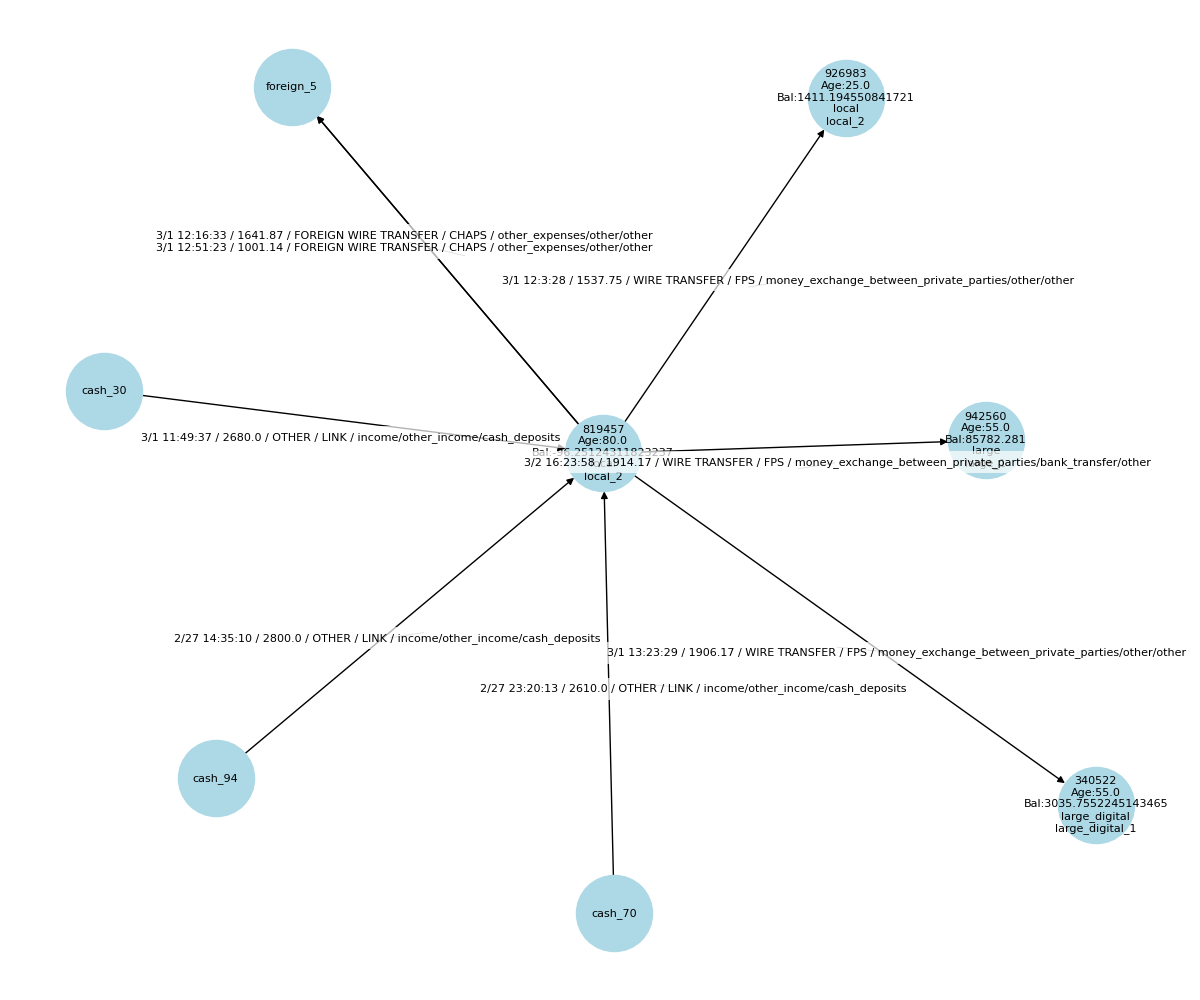 foreign_5
926983
Age:25.0
Bal:1411.194550841721
local
local_2
3/1 12:16:33 / 1641.87 / FOREIGN WIRE TRANSFER / CHAPS / other_expenses/other/other
3/1 12:51:23 / 1001.14 / FOREIGN WIRE TRANSFER / CHAPS / other_expenses/other/other
3/1 12:3:28 / 1537.75 / WIRE TRANSFER / FPS / money_exchange_between_private_parties/other/other
cash_30
3/1 11:49:37 / 2680.0 / OTHER / LINK / income/other_income/cash_deposits
819457
Age:80.0
local_2
942560
Age:55.0
Bal:85782.281
large
3/2 16:23:58 / 1914.17 / WIRE TRANSFER / FPS / money_exchange_between_private_parties/bank_transfer/other
2/27 14:35:10 / 2800.0 / OTHER / LINK / income/other_income/cash_deposits
3/1 13:23:29 / 1906.17 / WIRE TRANSFER / FPS / money_exchange_between_private_parties/other/other
2/27 23:20:13 / 2610.0 / OTHER / LINK / income/other_income/cash_deposits
cash_94
340522
Age:55.0
Bal:3035.7552245143465
large_digital
large_digital_1
cash_70